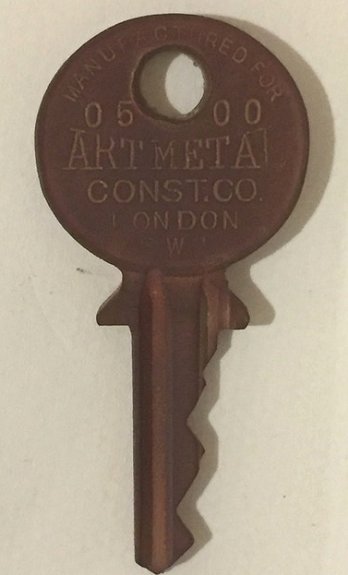 MANUFACTURED FOR
05 00
ART METAL
CONST. CO.
LONDON
W